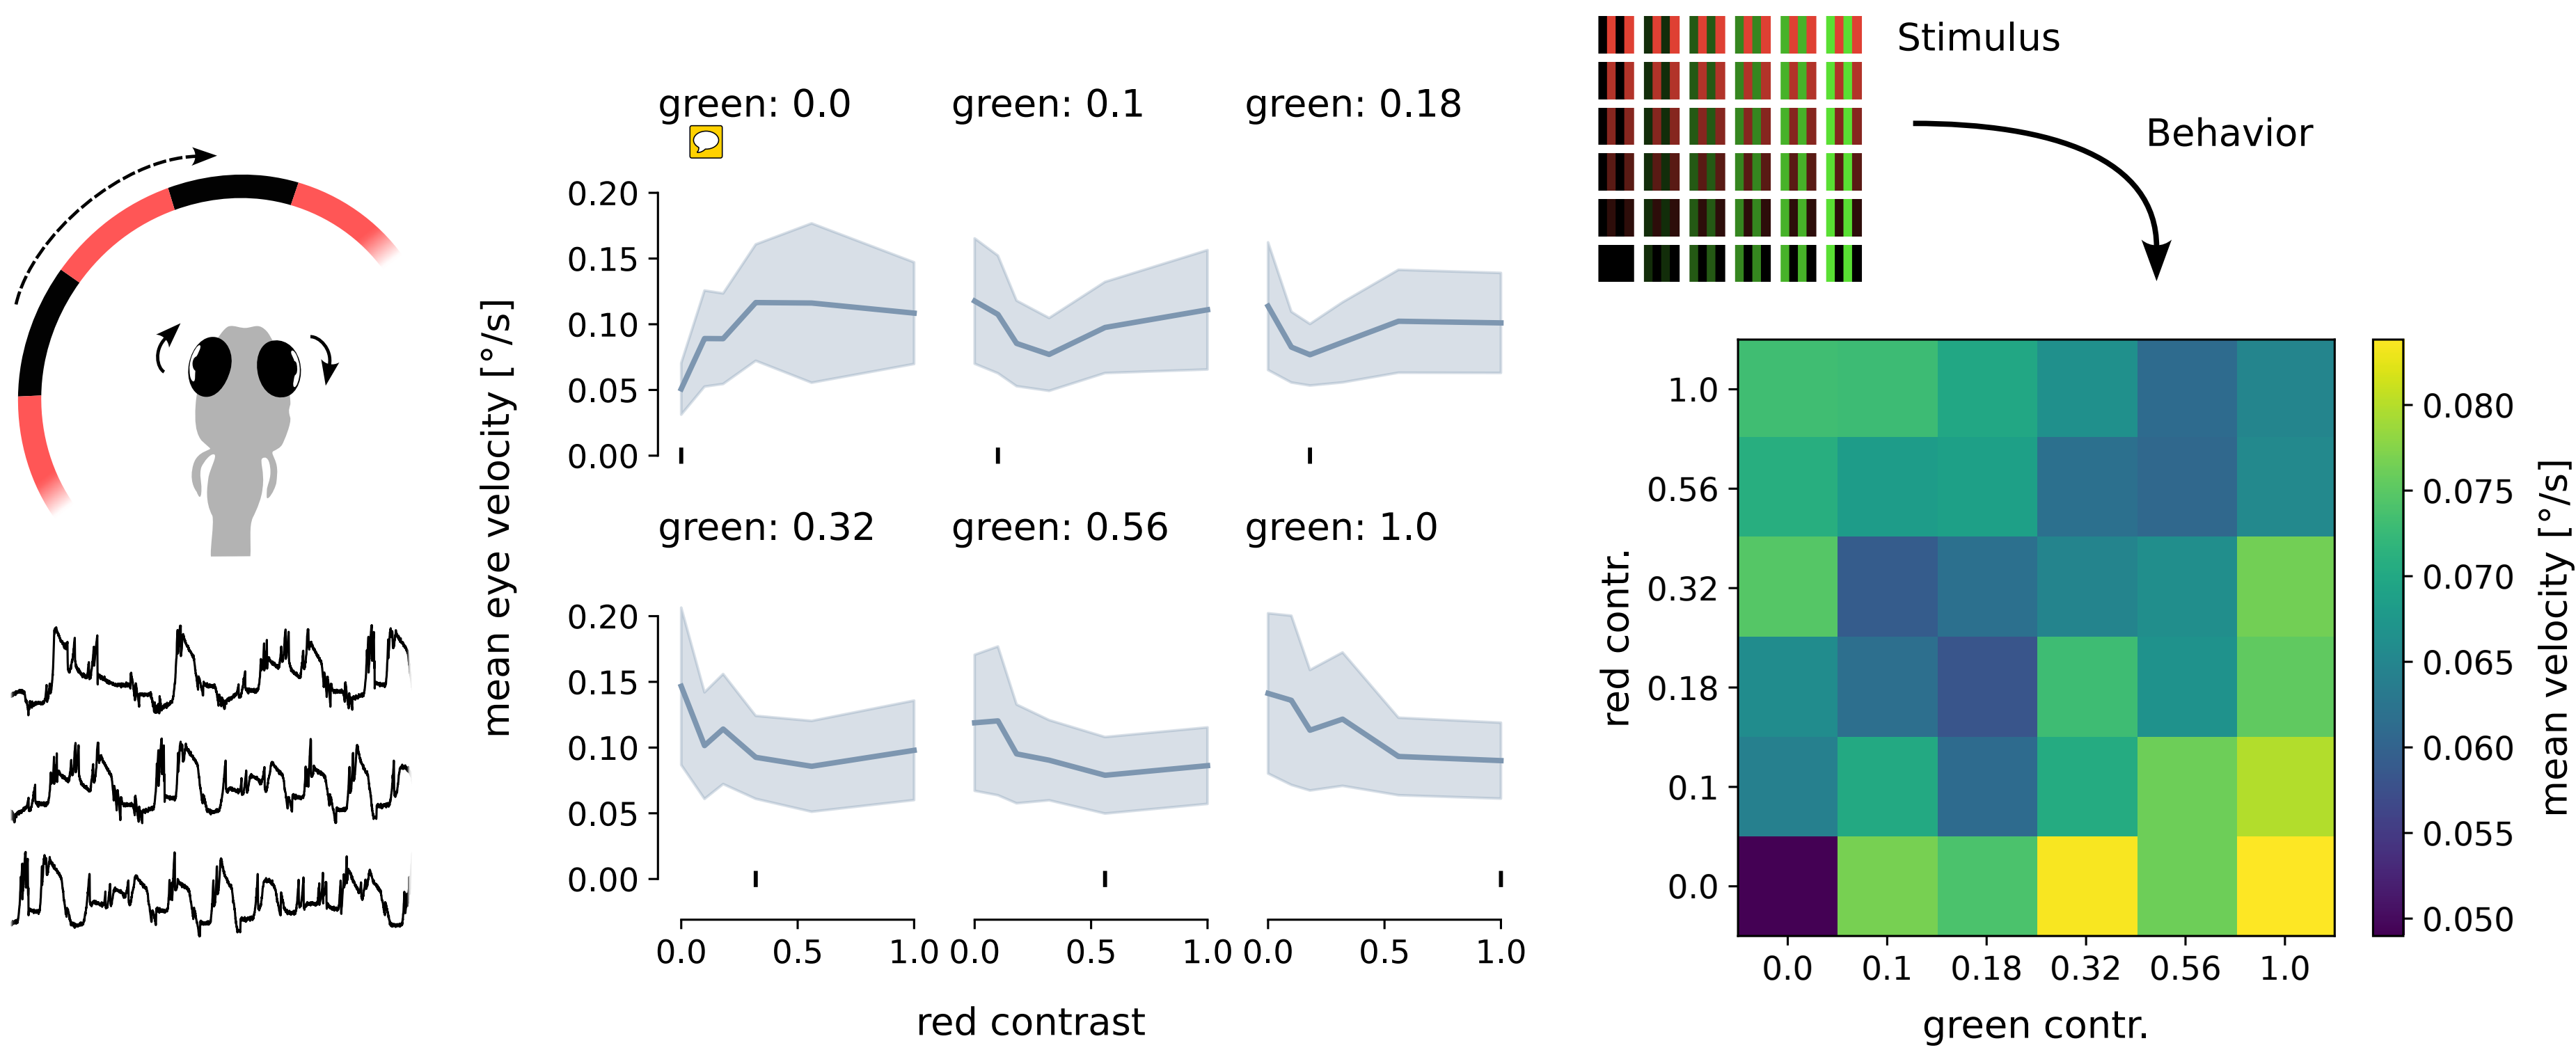 green: 0.0
green: 0.1
green: 0.18
mean eye velocity [°/s]
0.20
0.15
0.10
0.05
0.00
green: 0.32
green: 0.56
green: 1.0
0.20
0.15
0.10
0.05
0.00
0.0 0.5 1.0 0.0 0.5 1.0 0.0 0.5 1.0
red contrast
Stimulus
Behavior
red contr.
1.0
0.56
0.32
0.18
0.1
0.0
0.0 0.1 0.18 0.32 0.56 1.0
green contr.
0.080
0.075
0.070
0.065
0.060
0.055
0.050
mean velocity [°/s]